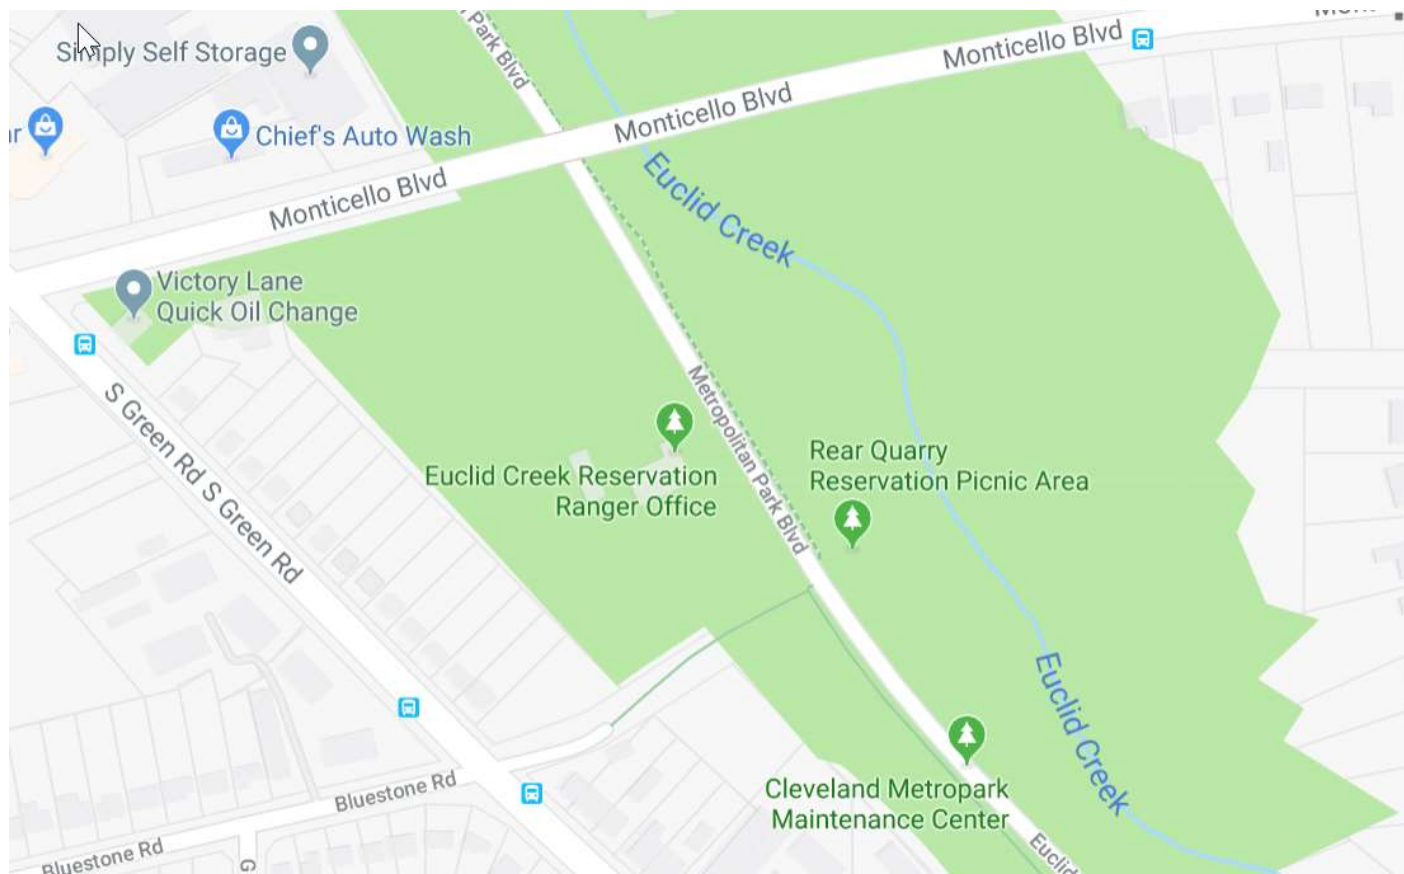 Park Blvd
Monticello Blvd
Simply Self Storage
Chief's Auto Wash
Monticello Blvd
Monticello Blvd
Euclid Creek
Victory Lane
Quick Oil Change
S Green Rd
S Green Rd
Metropolitan Park Blvd
Euclid Creek Reservation
Ranger Office
Rear Quarry
Reservation Picnic Area
Euclid Creek
Cleveland Metropark
Maintenance Center
Bluestone Rd
Bluestone Rd
G
Euclid